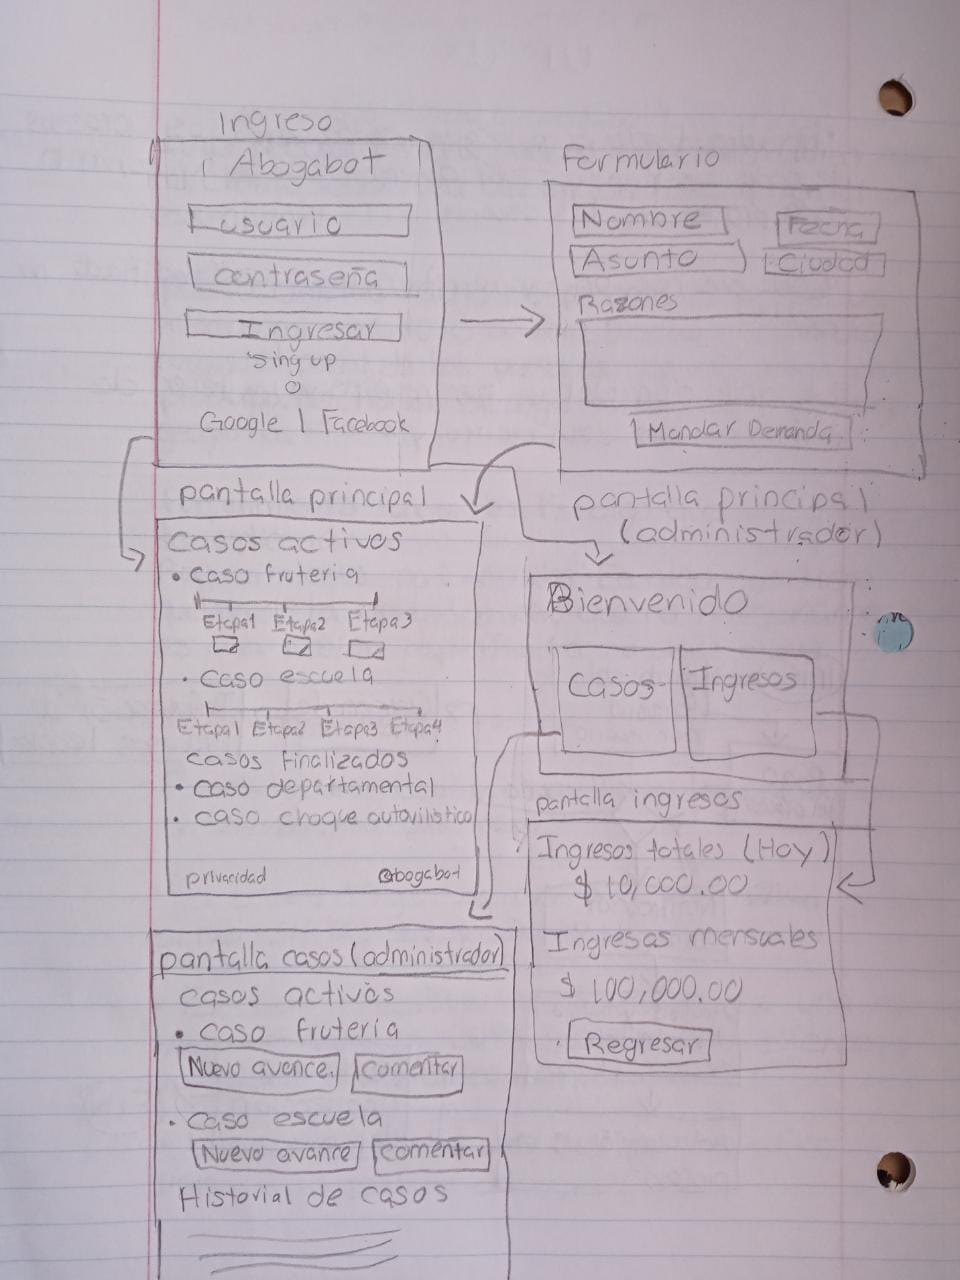 Ingreso
Abogabot
usuario
contraseña
Ingresar
sing up
o
Google | Facebook
Formulario
Nombre
Fecha
Asunto
Ciudad
Razones
Mandar Demanda
pantalla principal
casos activos
• caso fruteria
Etapa1 Etapa2 Etapa3
• caso escuela
Etapa1 Etapa2 Etapa3 Etapa4
casos finalizados
• caso departamental
• caso choque autovilistico
privacidad @bogabot
pantalla principal
(administrador)
Bienvenido
casos Ingresos
pantalla ingresos
Ingresos totales (Hoy)
$ 10,000.00
Ingresas mensuales
$ 100,000.00
Regresar
pantalla casos (administrador)
casos activos
• caso fruteria
Nuevo avance. comentar
• caso escuela
Nuevo avance comentar
Historial de casos